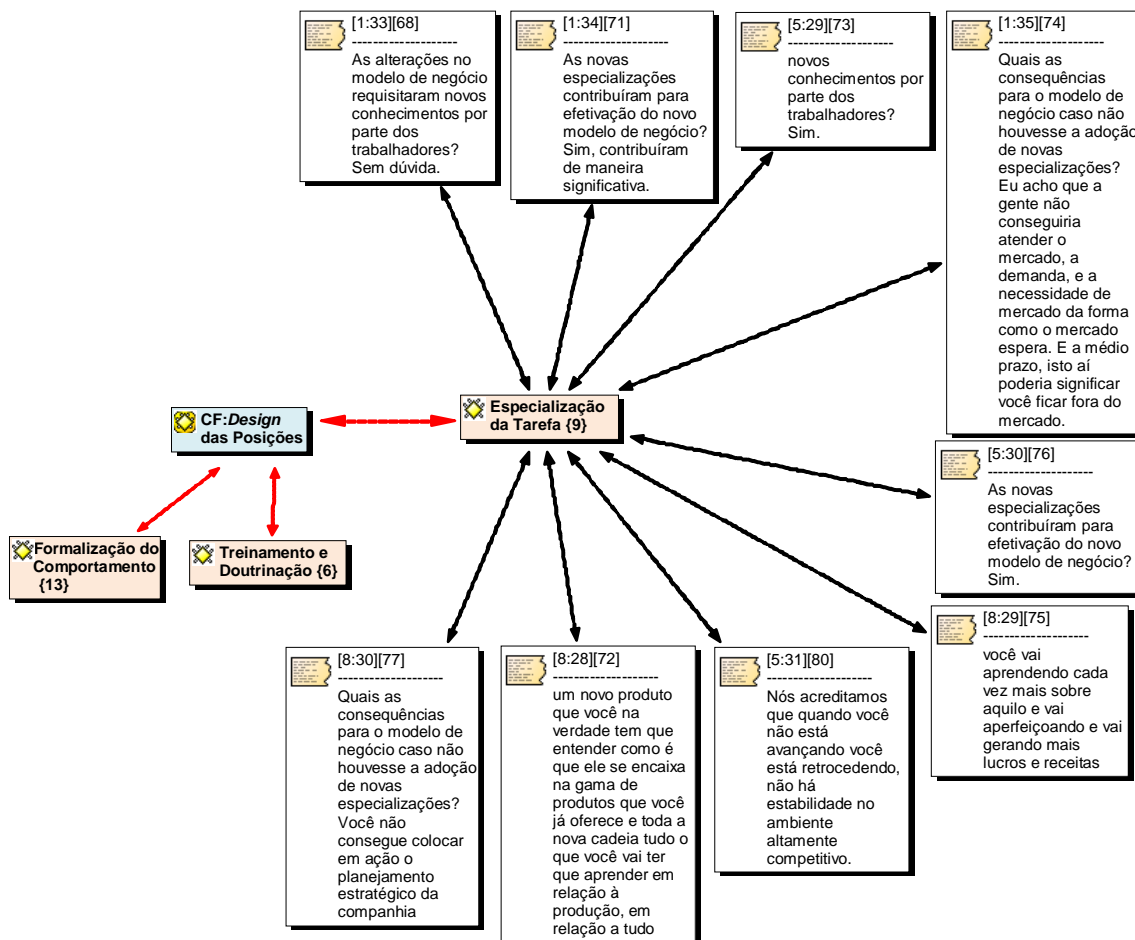 [1:33][68]
--------------------
As alterações no
modelo de negócio
requisitaram novos
conhecimentos por
parte dos
trabalhadores?
Sem dúvida.
[1:34][71]
--------------------
As novas
especializações
contribuíram para
efetivação do novo
modelo de negócio?
Sim, contribuíram
de maneira
significativa.
[5:29][73]
--------------------
novos
conhecimentos por
parte dos
trabalhadores?
Sim.
[1:35][74]
--------------------
Quais as
consequências
para o modelo de
negócio caso não
houvesse a adoção
de novas
especializações?
Eu acho que a
gente não
conseguiria
atender o
mercado, a
demanda, e a
necessidade de
mercado da forma
como o mercado
espera. E a médio
prazo, isto aí
poderia significar
você ficar fora do
mercado.
CF:Design
das Posições
Especialização
da Tarefa {9}
Formalização do
Comportamento
{13}
Treinamento e
Doutrinação {6}
[5:30][76]
--------------------
As novas
especializações
contribuíram para
efetivação do novo
modelo de negócio?
Sim.
[8:29][75]
--------------------
você vai
aprendendo cada
vez mais sobre
aquilo e vai
aperfeiçoando e vai
gerando mais
lucros e receitas
[8:30][77]
--------------------
Quais as
consequências
para o modelo de
negócio caso não
houvesse a adoção
de novas
especializações?
Você não
consegue colocar
em ação o
planejamento
estratégico da
companhia
[8:28][72]
--------------------
um novo produto
que você na
verdade tem que
entender como é
que ele se encaixa
na gama de
produtos que você
já oferece e toda a
nova cadeia tudo o
que você vai ter
que aprender em
relação à
produção, em
relação a tudo
[5:31][80]
--------------------
Nós acreditamos
que quando você
não está
avançando você
está retrocedendo,
não há
estabilidade no
ambiente
altamente
competitivo.